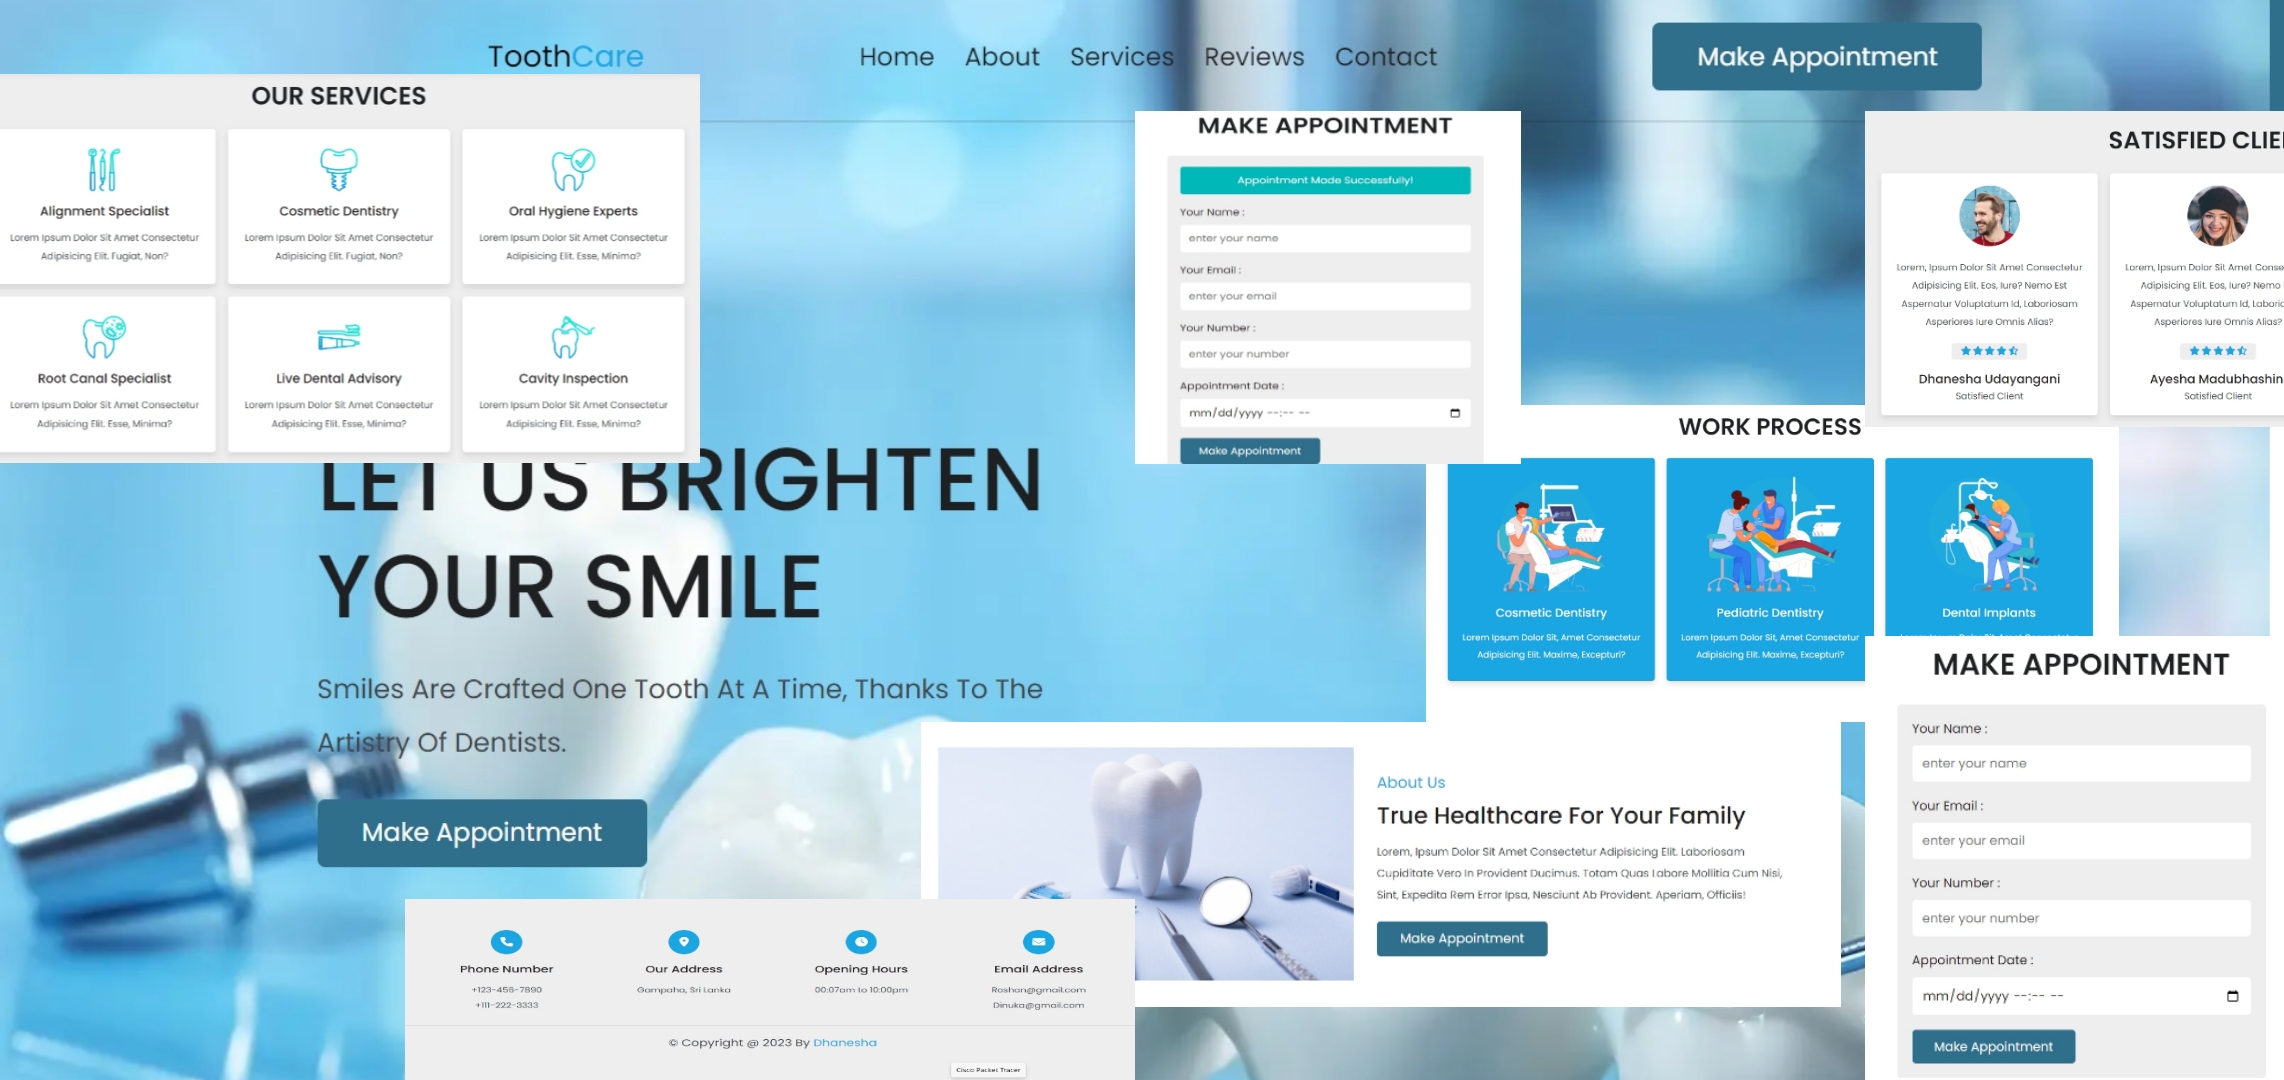 ToothCare
Home About Services Reviews Contact
Make Appointment
OUR SERVICES
Alignment Specialist
Lorem Ipsum Dolor Sit Amet Consectetur
Adipisicing Elit. Fugiat, Non?
Cosmetic Dentistry
Lorem Ipsum Dolor Sit Amet Consectetur
Adipisicing Elit. Fugiat, Non?
Oral Hygiene Experts
Lorem Ipsum Dolor Sit Amet Consectetur
Adipisicing Elit. Esse, Minima?
Root Canal Specialist
Lorem Ipsum Dolor Sit Amet Consectetur
Adipisicing Elit. Esse, Minima?
Live Dental Advisory
Lorem Ipsum Dolor Sit Amet Consectetur
Adipisicing Elit. Esse, Minima?
Cavity Inspection
Lorem Ipsum Dolor Sit Amet Consectetur
Adipisicing Elit. Esse, Minima?
MAKE APPOINTMENT
Appointment Made Successfully!
Your Name :
enter your name
Your Email :
enter your email
Your Number :
enter your number
Appointment Date :
mm/dd/yyyy --:-- --
Make Appointment
SATISFIED CLIE
Lorem, Ipsum Dolor Sit Amet Consectetur
Adipisicing Elit. Eos, Iure? Nemo Est
Aspernatur Voluptatum Id, Laboriosam
Asperiores Iure Omnis Alias?
Dhanesha Udayangani
Satisfied Client
Lorem, Ipsum Dolor Sit Amet Conse
Adipisicing Elit. Eos, Iure? Nemo
Aspernatur Voluptatum Id, Laboric
Asperiores Iure Omnis Alias?
Ayesha Madubhashin
Satisfied Client
WORK PROCESS
Cosmetic Dentistry
Lorem Ipsum Dolor Sit, Amet Consectetur
Adipisicing Elit. Maxime, Excepturi?
Pediatric Dentistry
Lorem Ipsum Dolor Sit, Amet Consectetur
Adipisicing Elit. Maxime, Excepturi?
Dental Implants
LET US BRIGHTEN
YOUR SMILE
Smiles Are Crafted One Tooth At A Time, Thanks To The
Artistry Of Dentists.
Make Appointment
About Us
True Healthcare For Your Family
Lorem, Ipsum Dolor Sit Amet Consectetur Adipisicing Elit. Laboriosam
Cupiditate Vero In Provident Ducimus. Totam Quas Labore Mollitia Cum Nisi,
Sint, Expedita Rem Error Ipsa, Nesciunt Ab Provident. Aperiam, Officiis!
Make Appointment
MAKE APPOINTMENT
Your Name :
enter your name
Your Email :
enter your email
Your Number :
enter your number
Appointment Date :
mm/dd/yyyy --:-- --
Make Appointment
Phone Number
+123-456-7890
+111-222-3333
Our Address
Gampaha, Sri Lanka
Opening Hours
00:07am to 10:00pm
Email Address
Roshan@gmail.com
Dinuka@gmail.com
© Copyright @ 2023 By Dhanesha
Cisco Packet Tracer